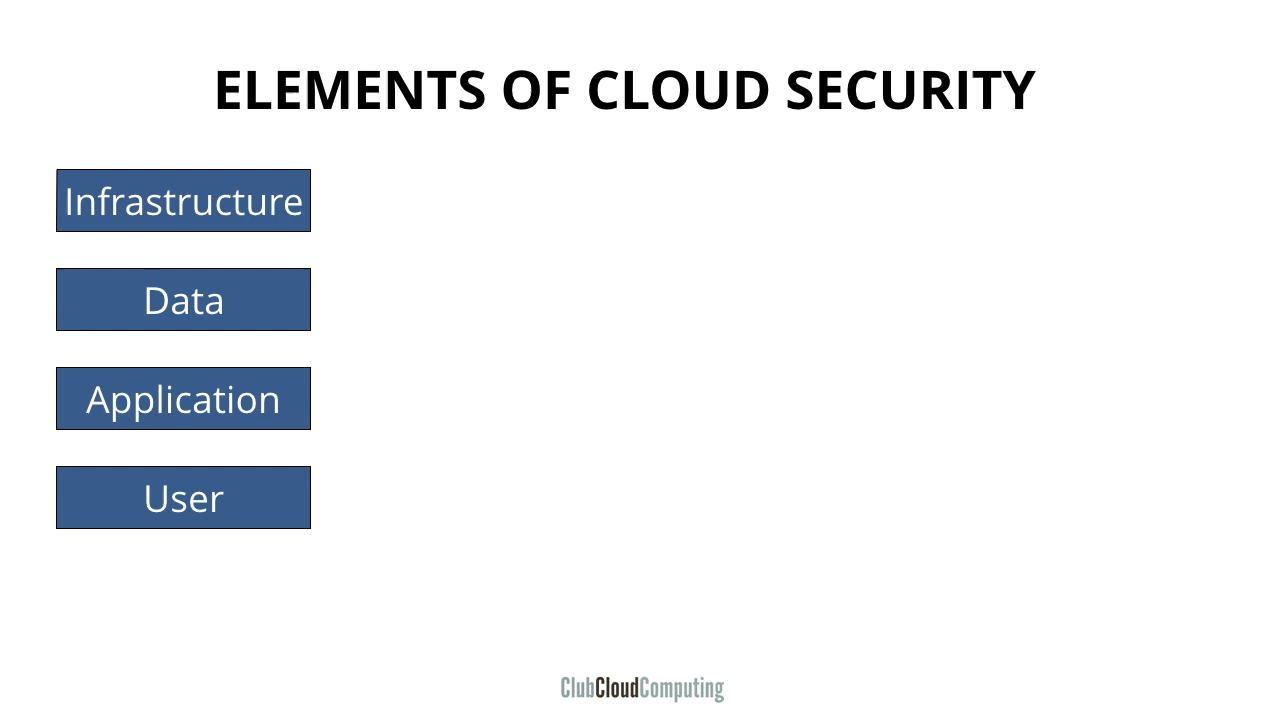 ELEMENTS OF CLOUD SECURITY
Infrastructure
Data
Application
User
ClubCloudComputing